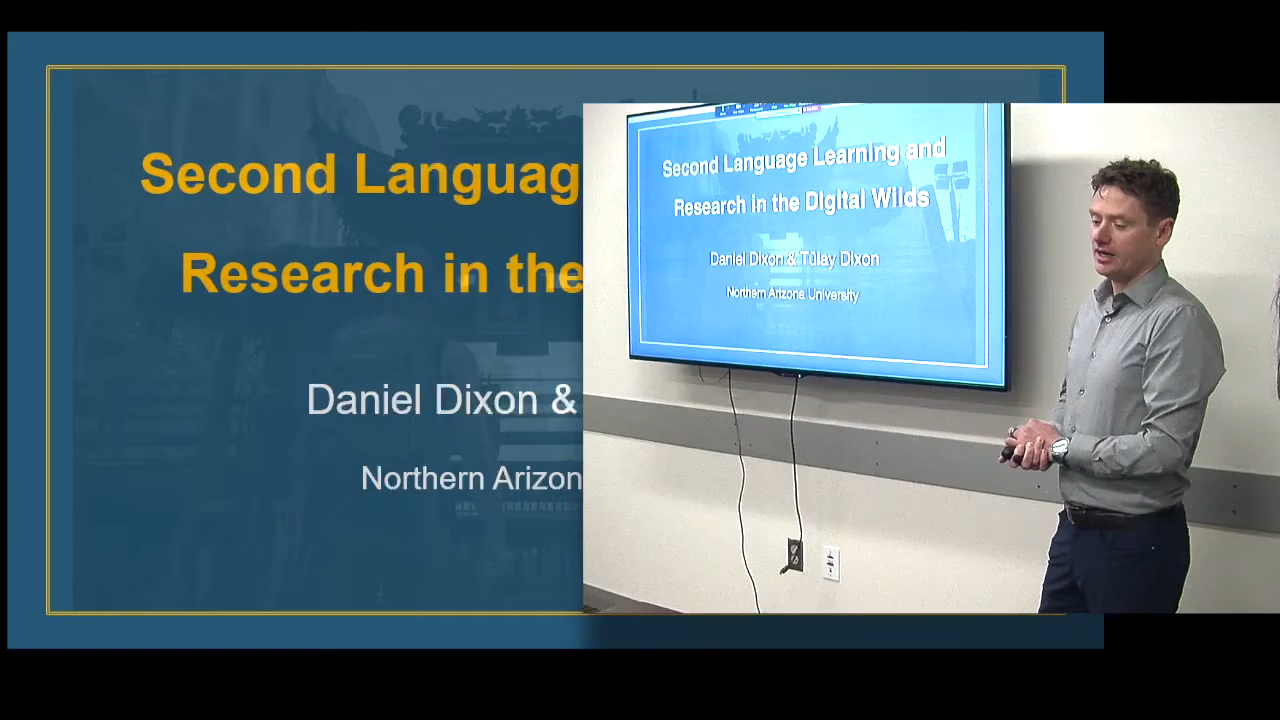 Second Languag
Research in the
Daniel Dixon &
Northern Arizon
Second Language Learning and
Research in the Digital Wilds
Daniel Dixon & Tülay Dixon
Northern Arizona University